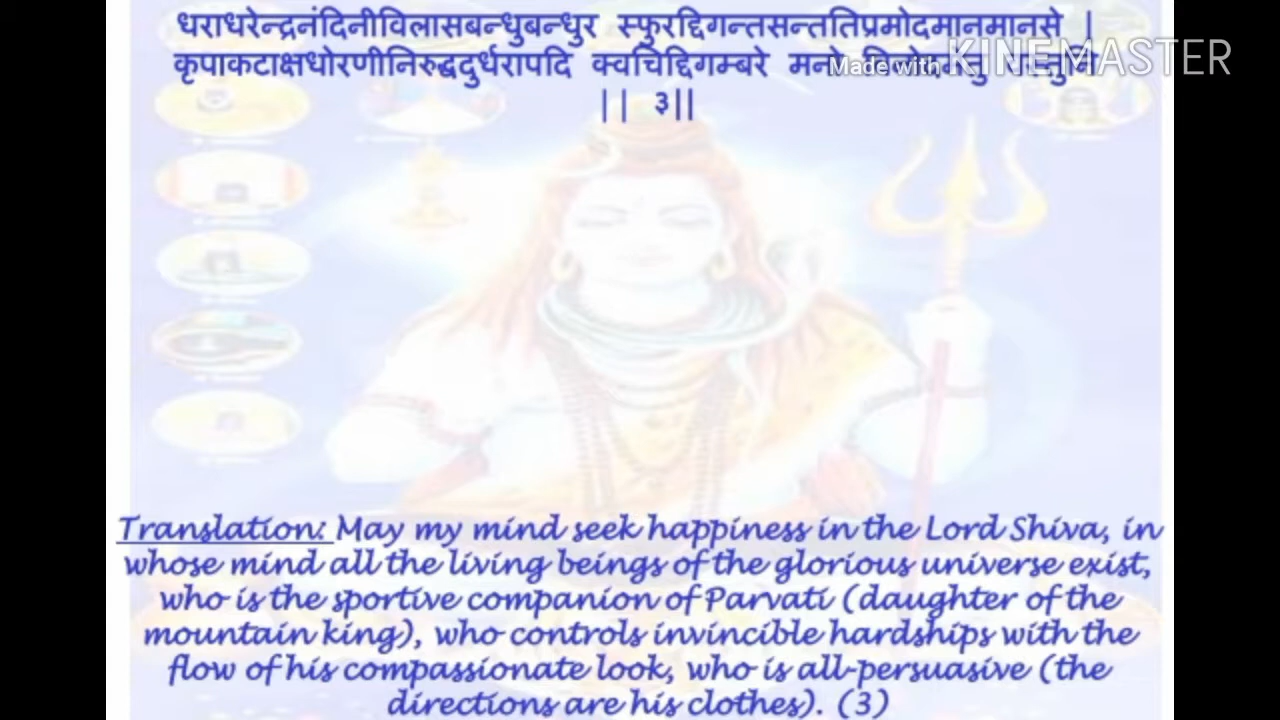 धराधरेन्द्रनंदिनीविलासबन्धुबन्धुर स्फुरद्दिगन्तसन्ततिप्रमोदमानमानसे |
कृपाकटाक्षधोरणीनिरुद्धदुर्धरापदि क्वचिद्दिगम्बरे
Made with KINEMASTER
|| ३||
Translation: May my mind seek happiness in the Lord Shiva, in
whose mind all the living beings of the glorious universe exist,
who is the sportive companion of Parvati (daughter of the
mountain king), who controls invincible hardships with the
flow of his compassionate look, who is all-persuasive (the
directions are his clothes). (3)